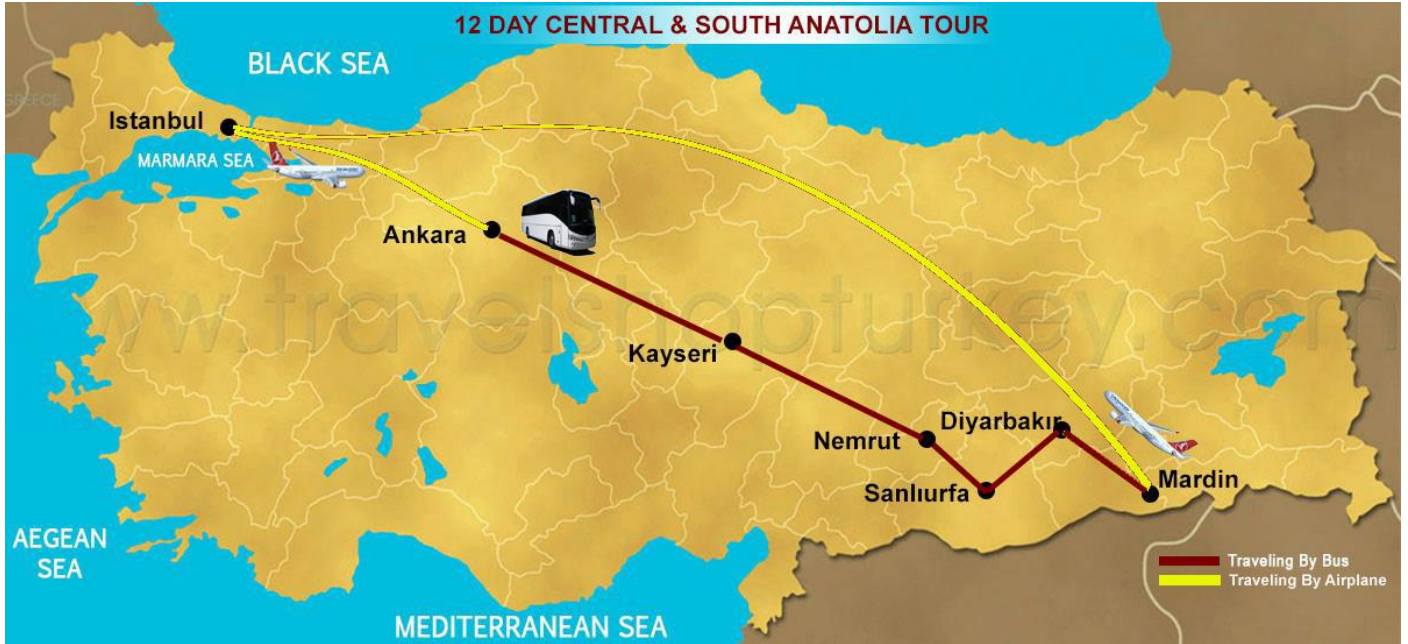 12 DAY CENTRAL & SOUTH ANATOLIA TOUR
BLACK SEA
GREECE
Istanbul
MARMARA SEA
Ankara
www.travelshopturkey.com
Kayseri
Nemrut
Diyarbakır
Sanlıurfa
Mardin
AEGEAN
SEA
Traveling By Bus
Traveling By Airplane
MEDITERRANEAN SEA